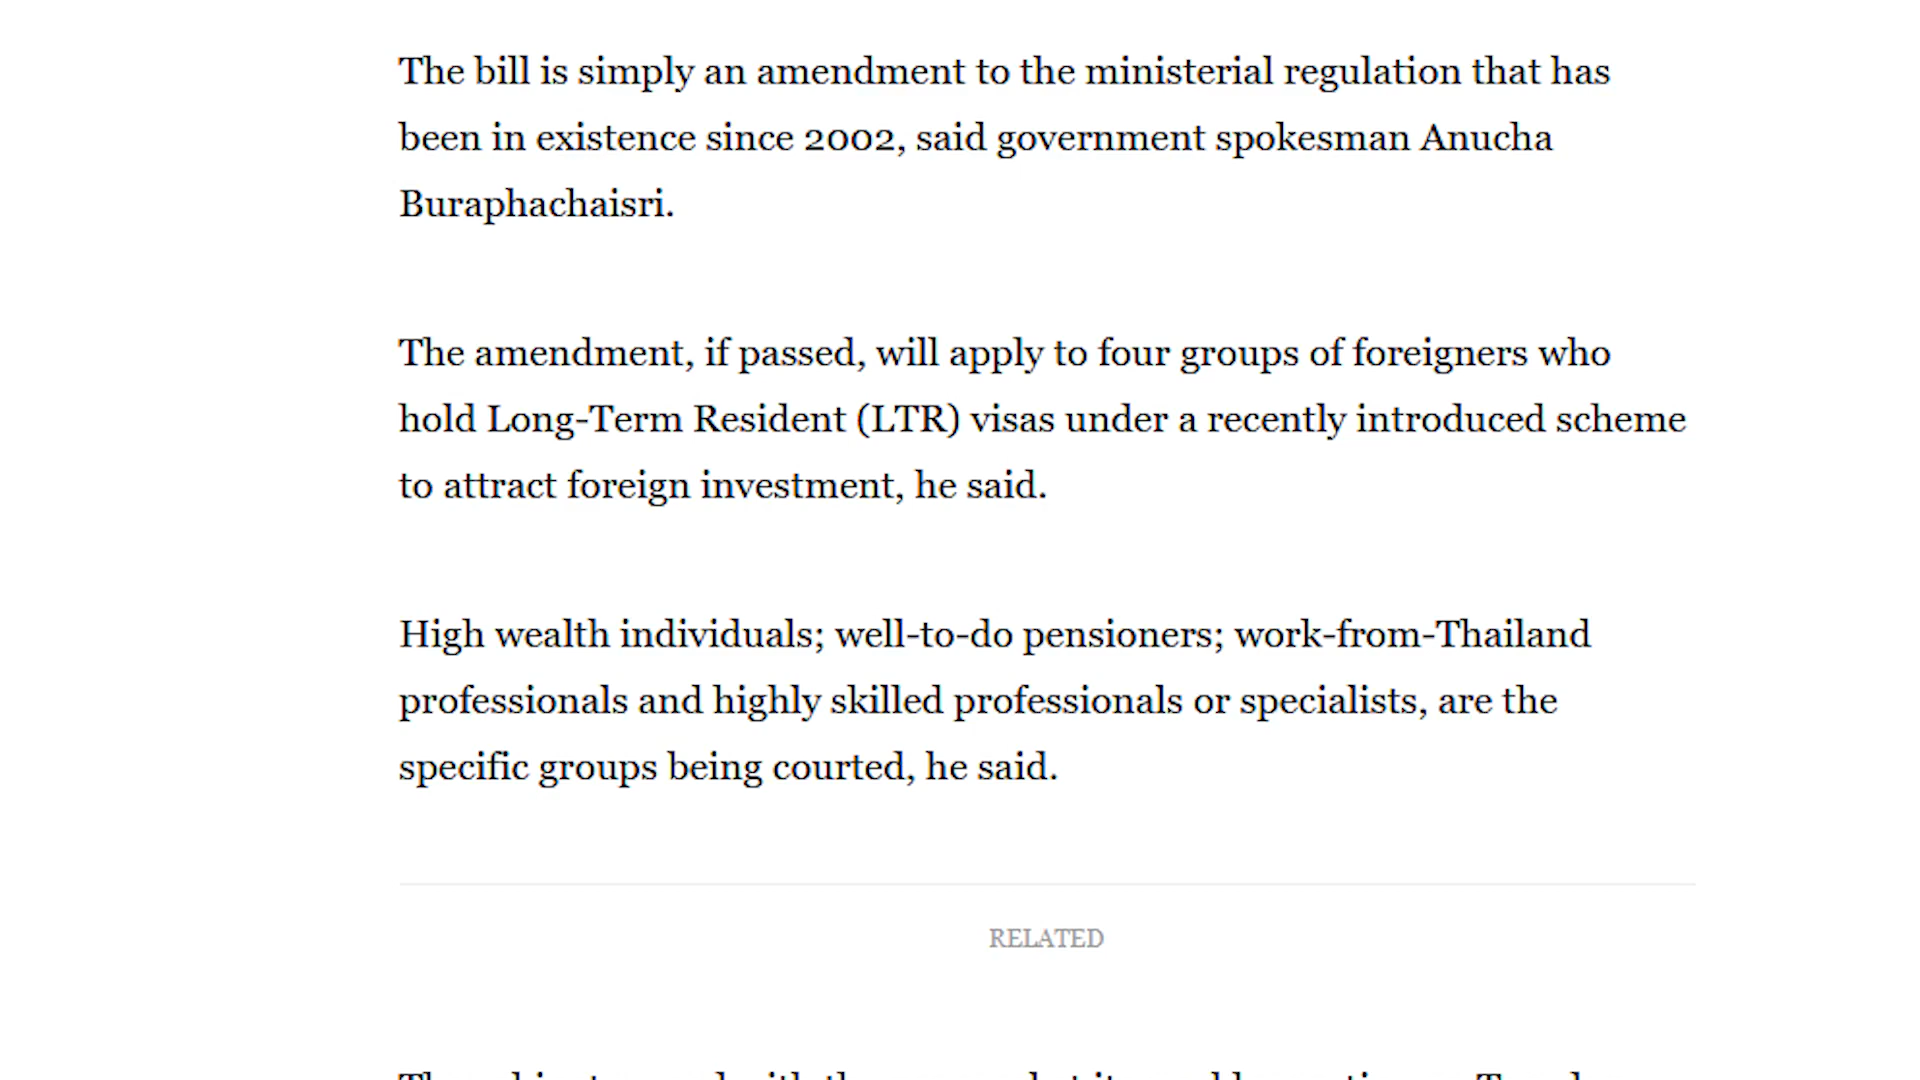 The bill is simply an amendment to the ministerial regulation that has
been in existence since 2002, said government spokesman Anucha
Buraphachaisri.
The amendment, if passed, will apply to four groups of foreigners who
hold Long-Term Resident (LTR) visas under a recently introduced scheme
to attract foreign investment, he said.
High wealth individuals; well-to-do pensioners; work-from-Thailand
professionals and highly skilled professionals or specialists, are the
specific groups being courted, he said.
RELATED